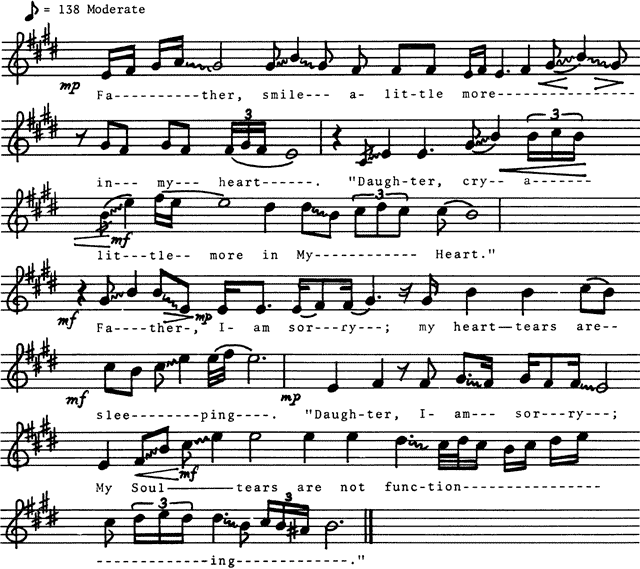 ♪ = 138 Moderate
mp
Fa---------ther, smile--- a- lit-tle more-----------------
3 3
in--- my--- heart------. "Daugh-ter, cry-- a-------
3
mf
lit---tle-- more in My----------- Heart."
mf mp
Fa----ther-, I- am sor---ry---; my heart—tears are--
mf mp
slee--------ping----. "Daugh-ter, I- am--- sor---ry---;
mf
My Soul————tears are not func-tion-----------------
3 3
-------------ing-------------."